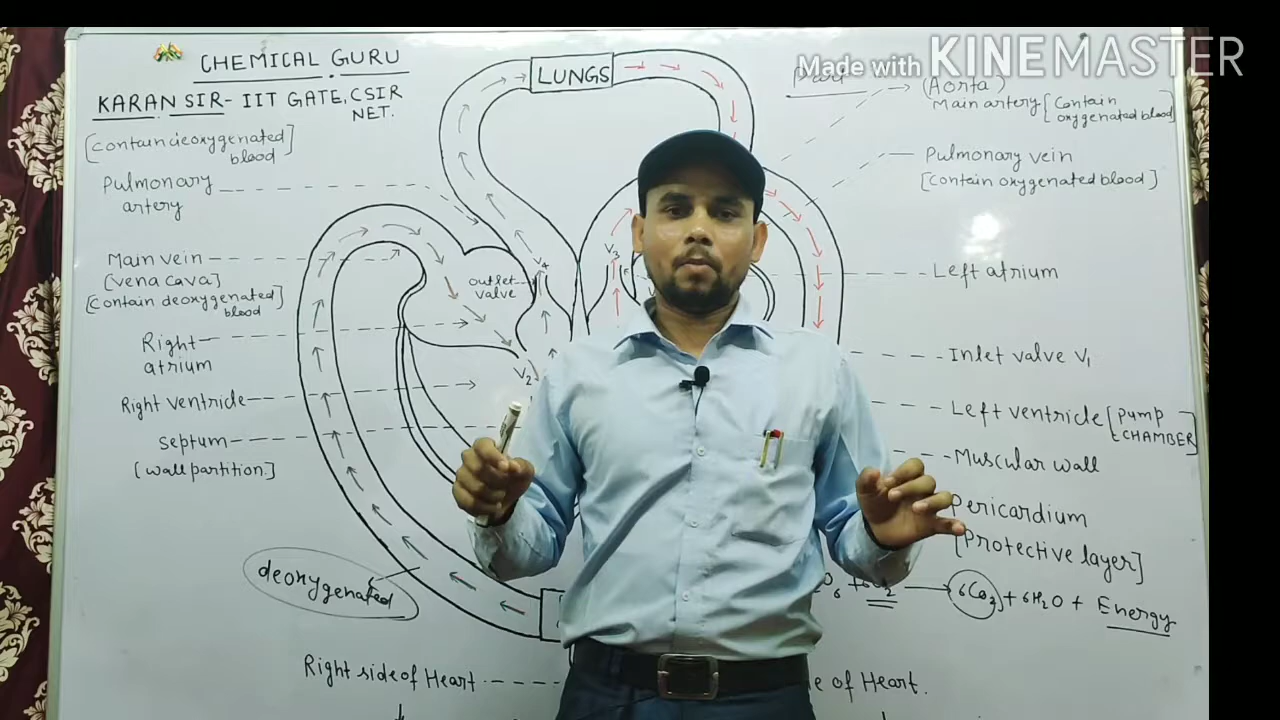 Made with KINEMASTER
CHEMICAL GURU
KARAN SIR- IIT GATE, CSIR
NET.
[contain deoxygenated
blood]
Pulmonary
artery
Main vein
[vena cava]
[contain deoxygenated
blood]
Right
atrium
Right ventricle
septum
[wall partition]
deoxygenated
Right side of Heart
LUNGS
outlet
valve
V4
V3
V2
(Aorta)
Main artery [contain
oxygenated blood]
Pulmonary vein
[contain oxygenated blood]
Left atrium
Inlet valve V1
Left ventricle [pump
CHAMBER]
Muscular wall
Pericardium
[Protective layer]
O6 + 6O2 → 6CO2 + 6H2O + Energy
of Heart.